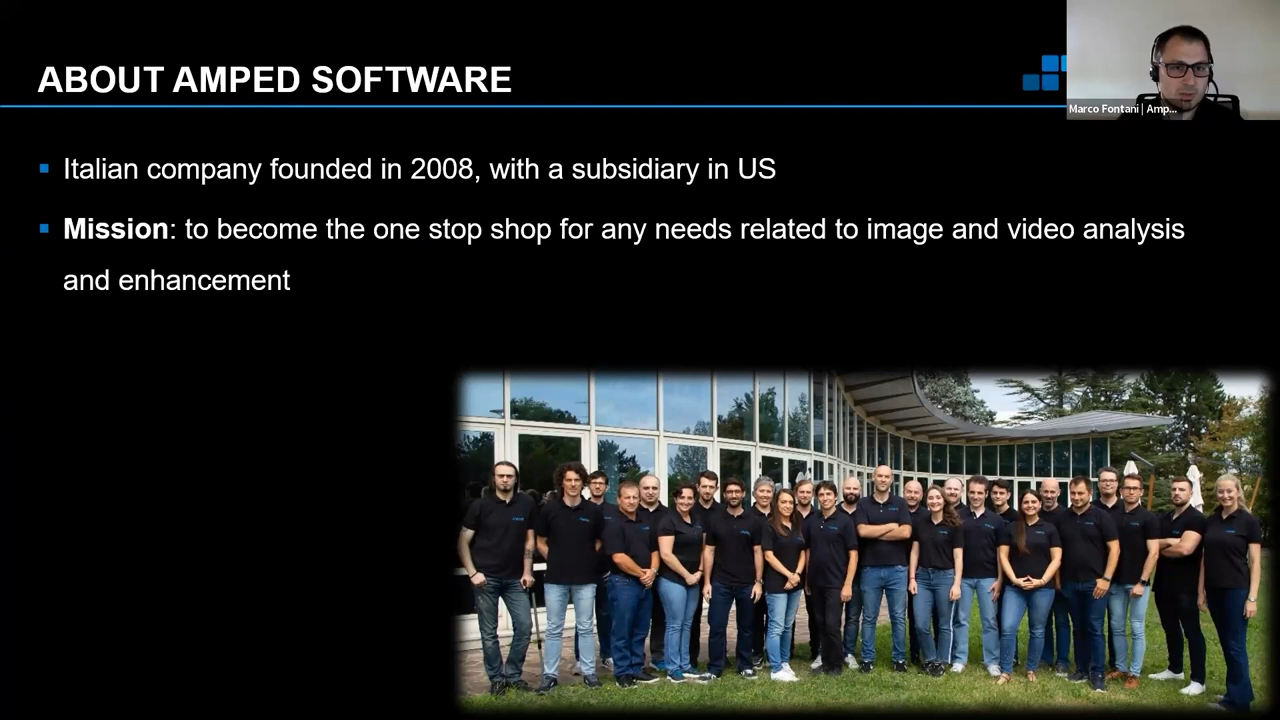 ABOUT AMPED SOFTWARE
Marco Fontani | Amp...
Italian company founded in 2008, with a subsidiary in US
Mission: to become the one stop shop for any needs related to image and video analysis
and enhancement